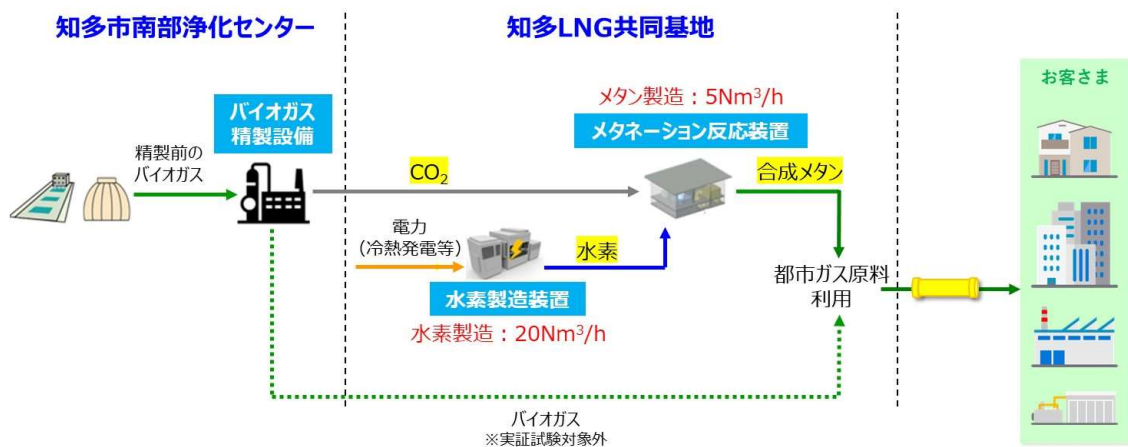 知多市南部浄化センター
知多LNG共同基地
お客さま
バイオガス
精製設備
精製前の
バイオガス
CO₂
メタン製造：5Nm³/h
メタネーション反応装置
合成メタン
電力
（冷熱発電等）
水素
水素製造装置
水素製造：20Nm³/h
都市ガス原料
利用
バイオガス
※実証試験対象外